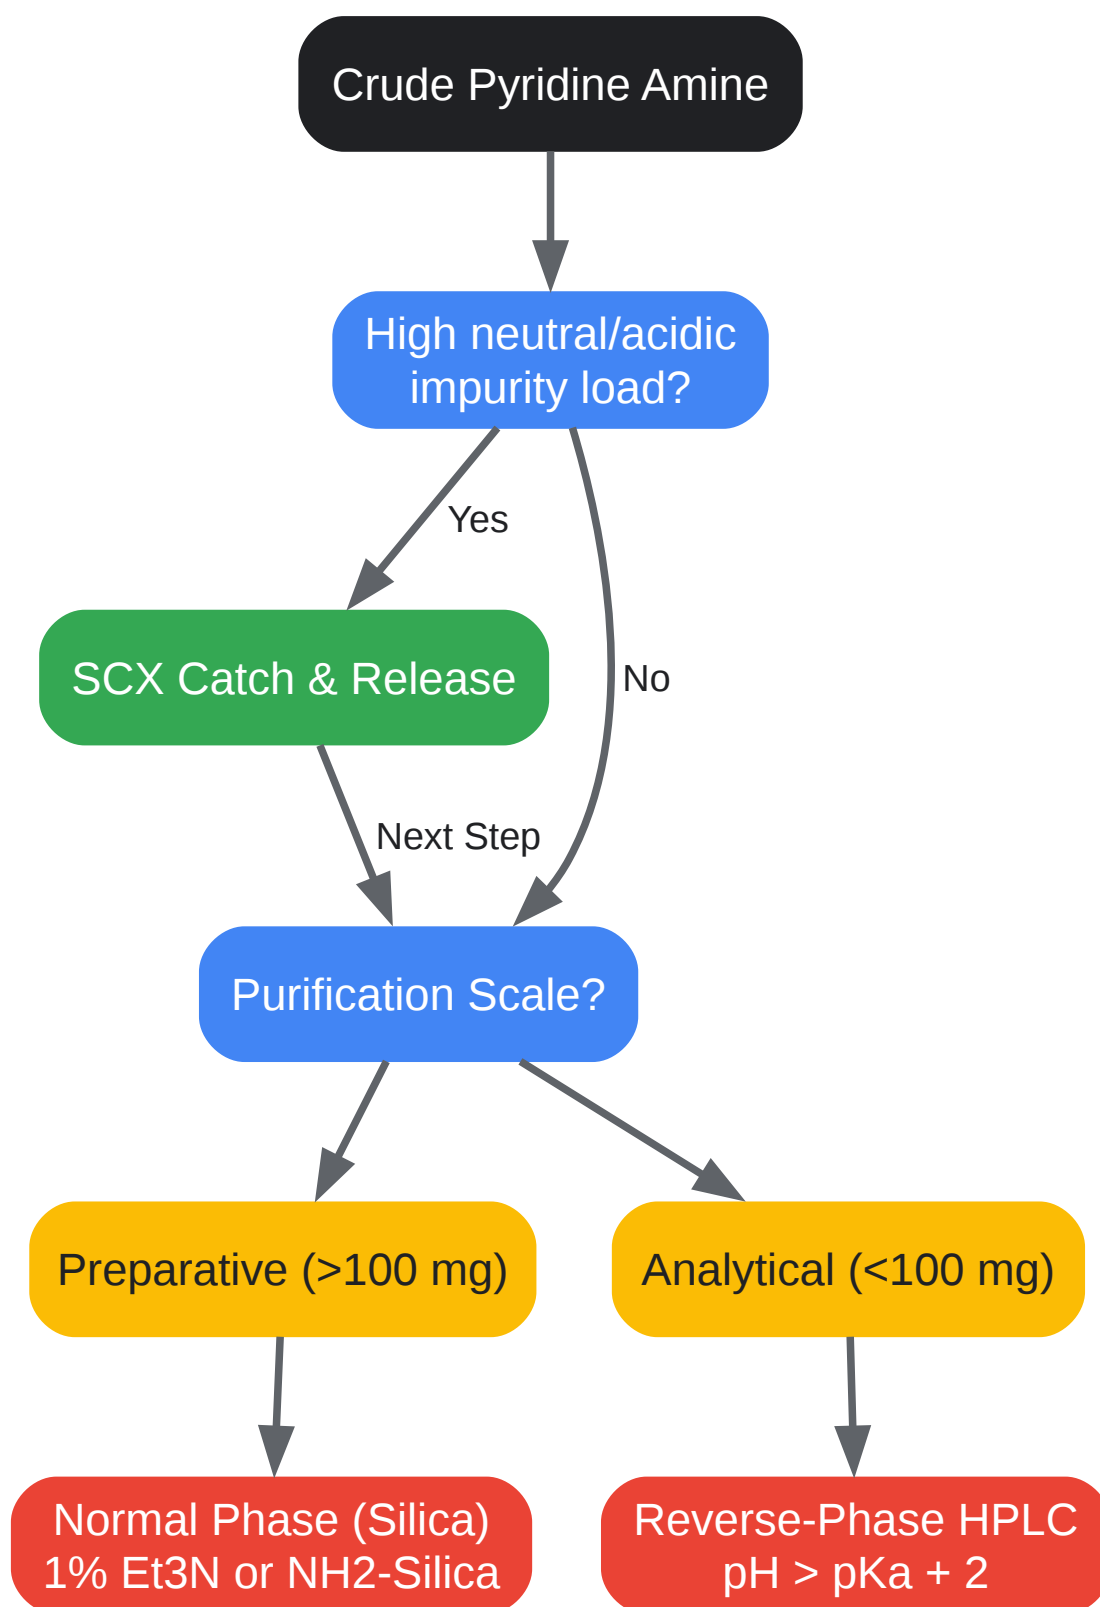 Crude Pyridine Amine
High neutral/acidic
impurity load?
Yes
SCX Catch & Release
No
Next Step
Purification Scale?
Preparative (>100 mg)
Analytical (<100 mg)
Normal Phase (Silica)
1% Et3N or NH2-Silica
Reverse-Phase HPLC
pH > pKa + 2